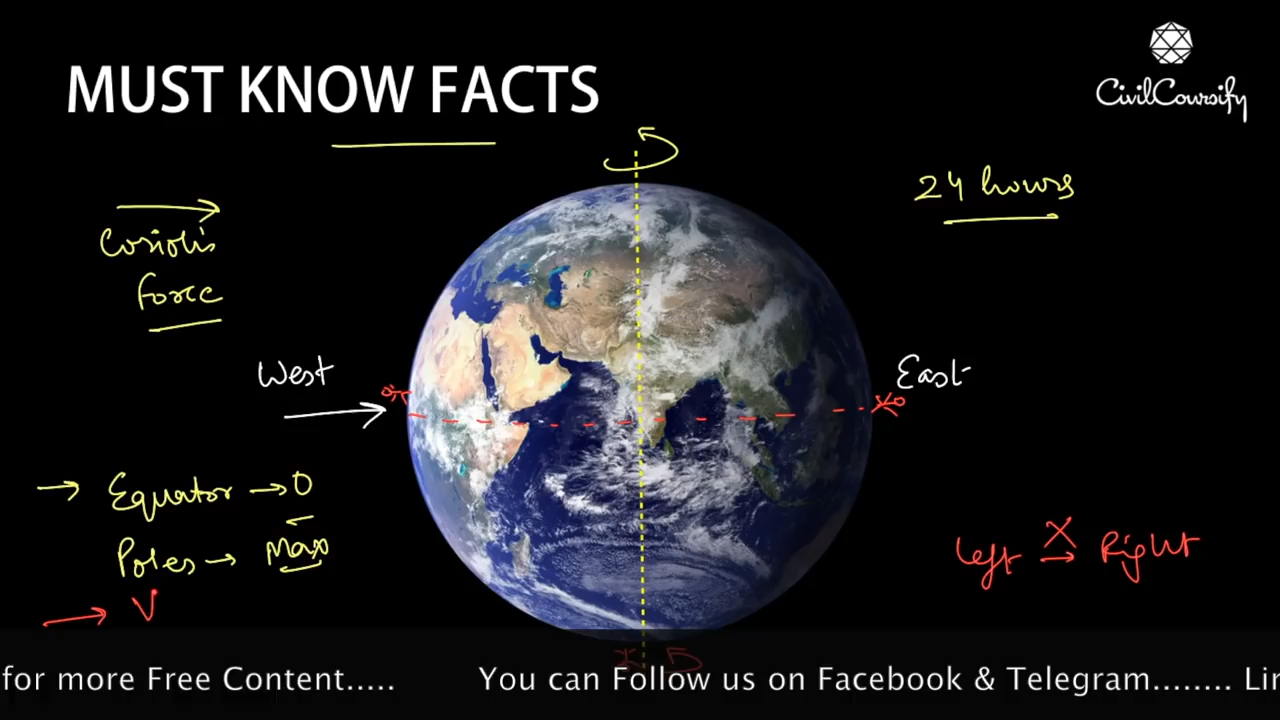 MUST KNOW FACTS
CivilCoursify
24 hours
Coriolis
force
West
East
Equator → 0
Poles → Max
→ V
left X → Right
for more Free Content..... You can Follow us on Facebook & Telegram........ Lin